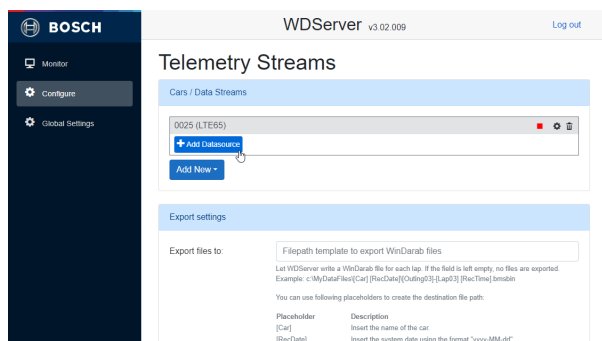 BOSCH
WDServer v3.02.009
Log out
Monitor
Configure
Global Settings
Telemetry Streams
Cars / Data Streams
0025 (LTE65)
Add Datasource
Add New
Export settings
Export files to:
Filepath template to export WinDarab files
Let WDServer write a WinDarab file for each lap. If the field is left empty, no files are exported.
Example: c:\MyDataFiles\[Car] [RecDate]\[Outing03]-[Lap03] [RecTime].bmsbin
You can use following placeholders to create the destination file path:
Placeholder Description
[Car] Insert the name of the car.
[RecDate] Insert the system date using the format "yyyy-MM-dd"